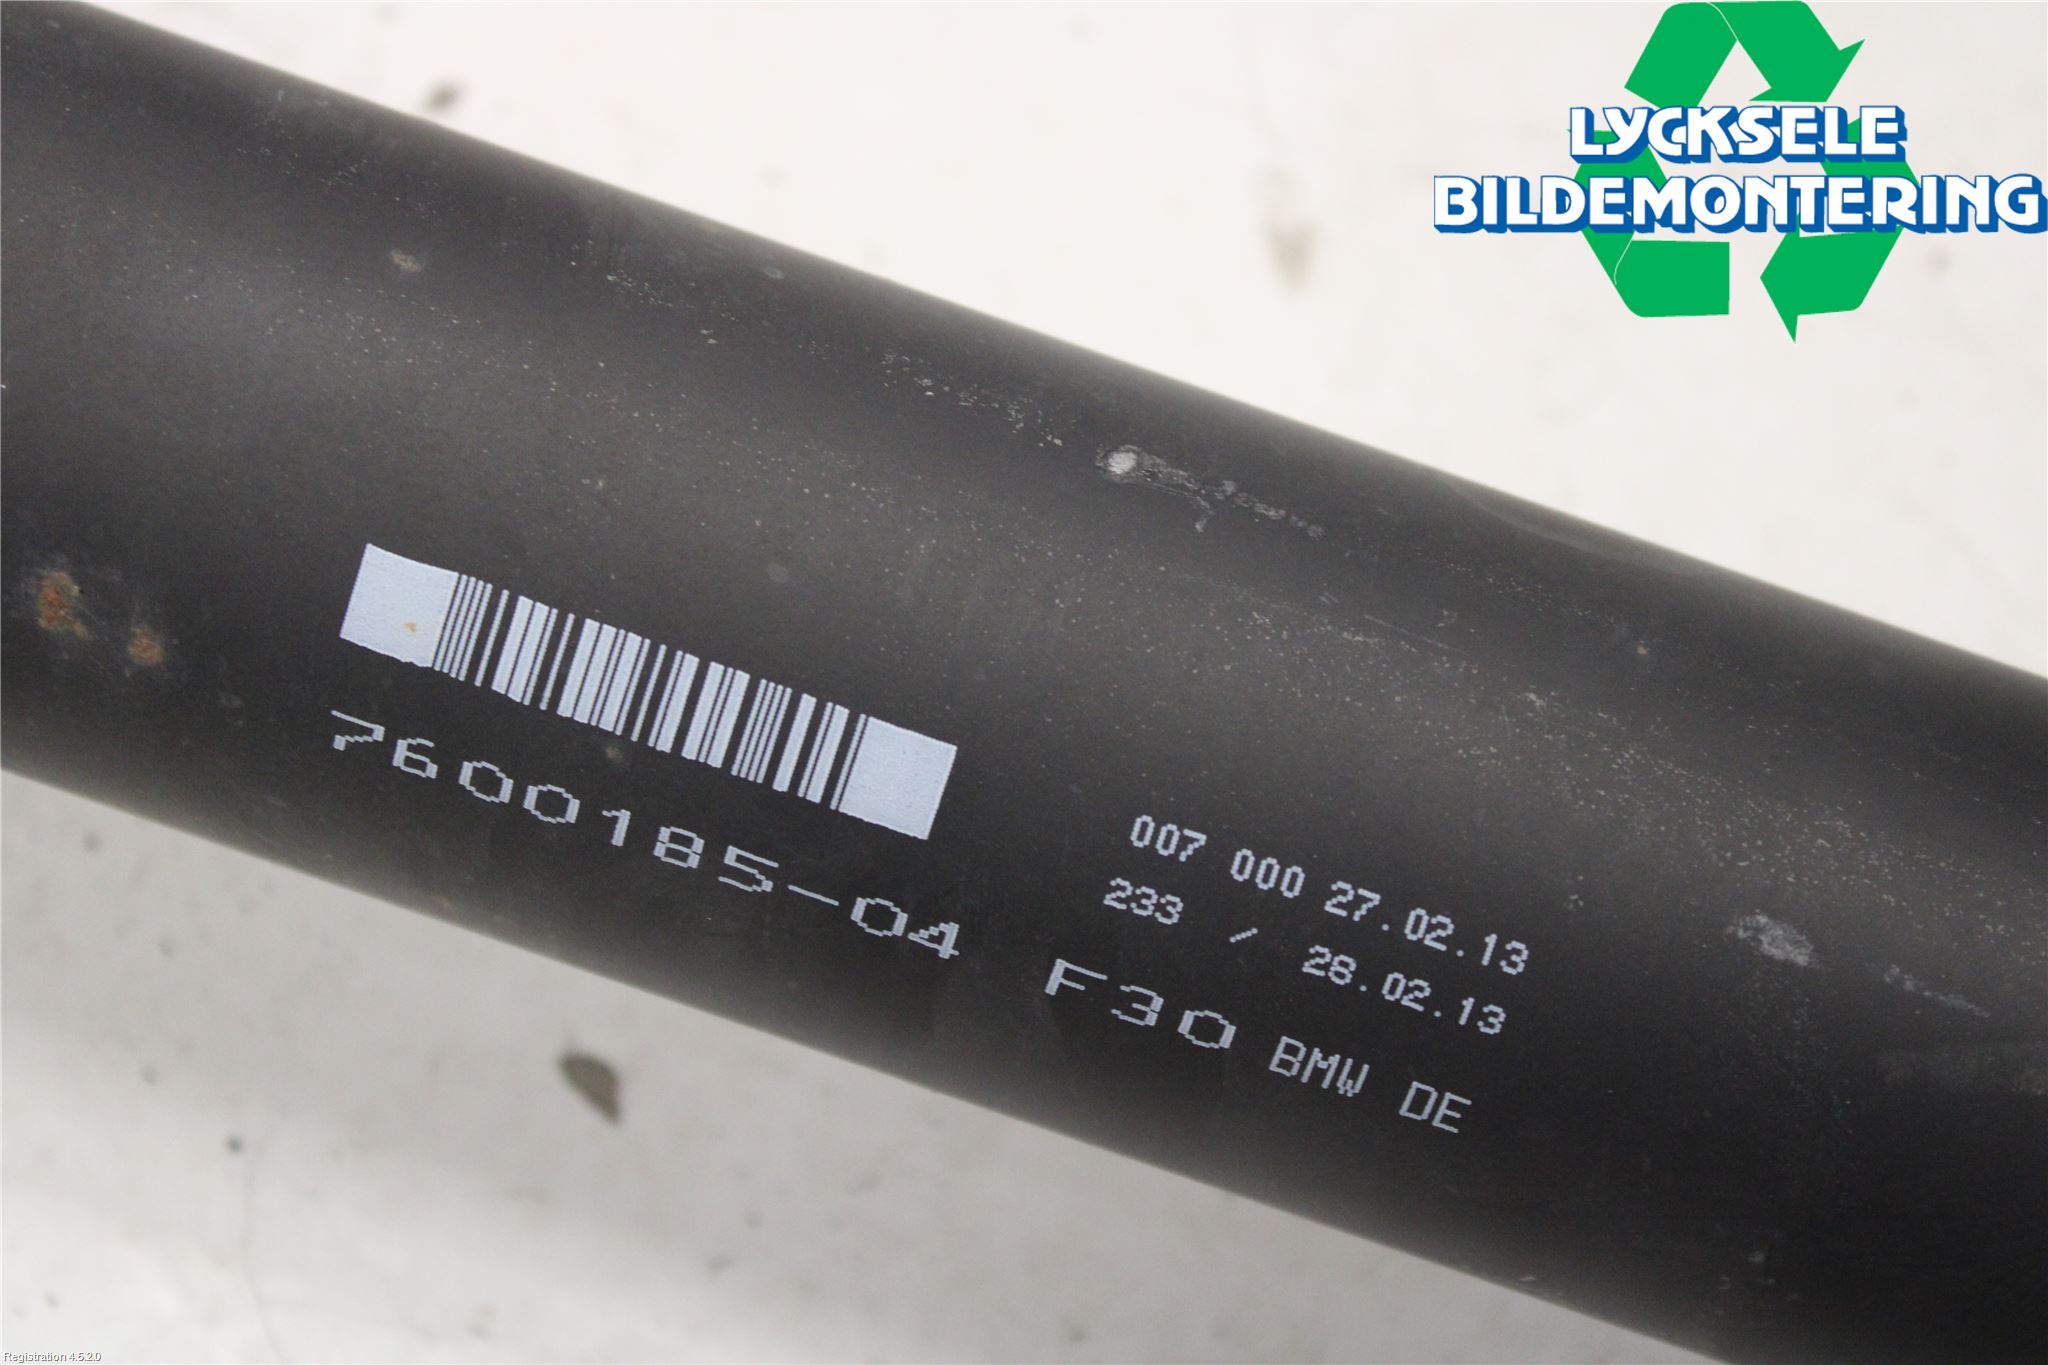 LYCKSELE
BILDEMONTERING
7600185-04 F30 BMW DE
007 000 27.02.13
233 / 28.02.13
Registration 4.5.2.0